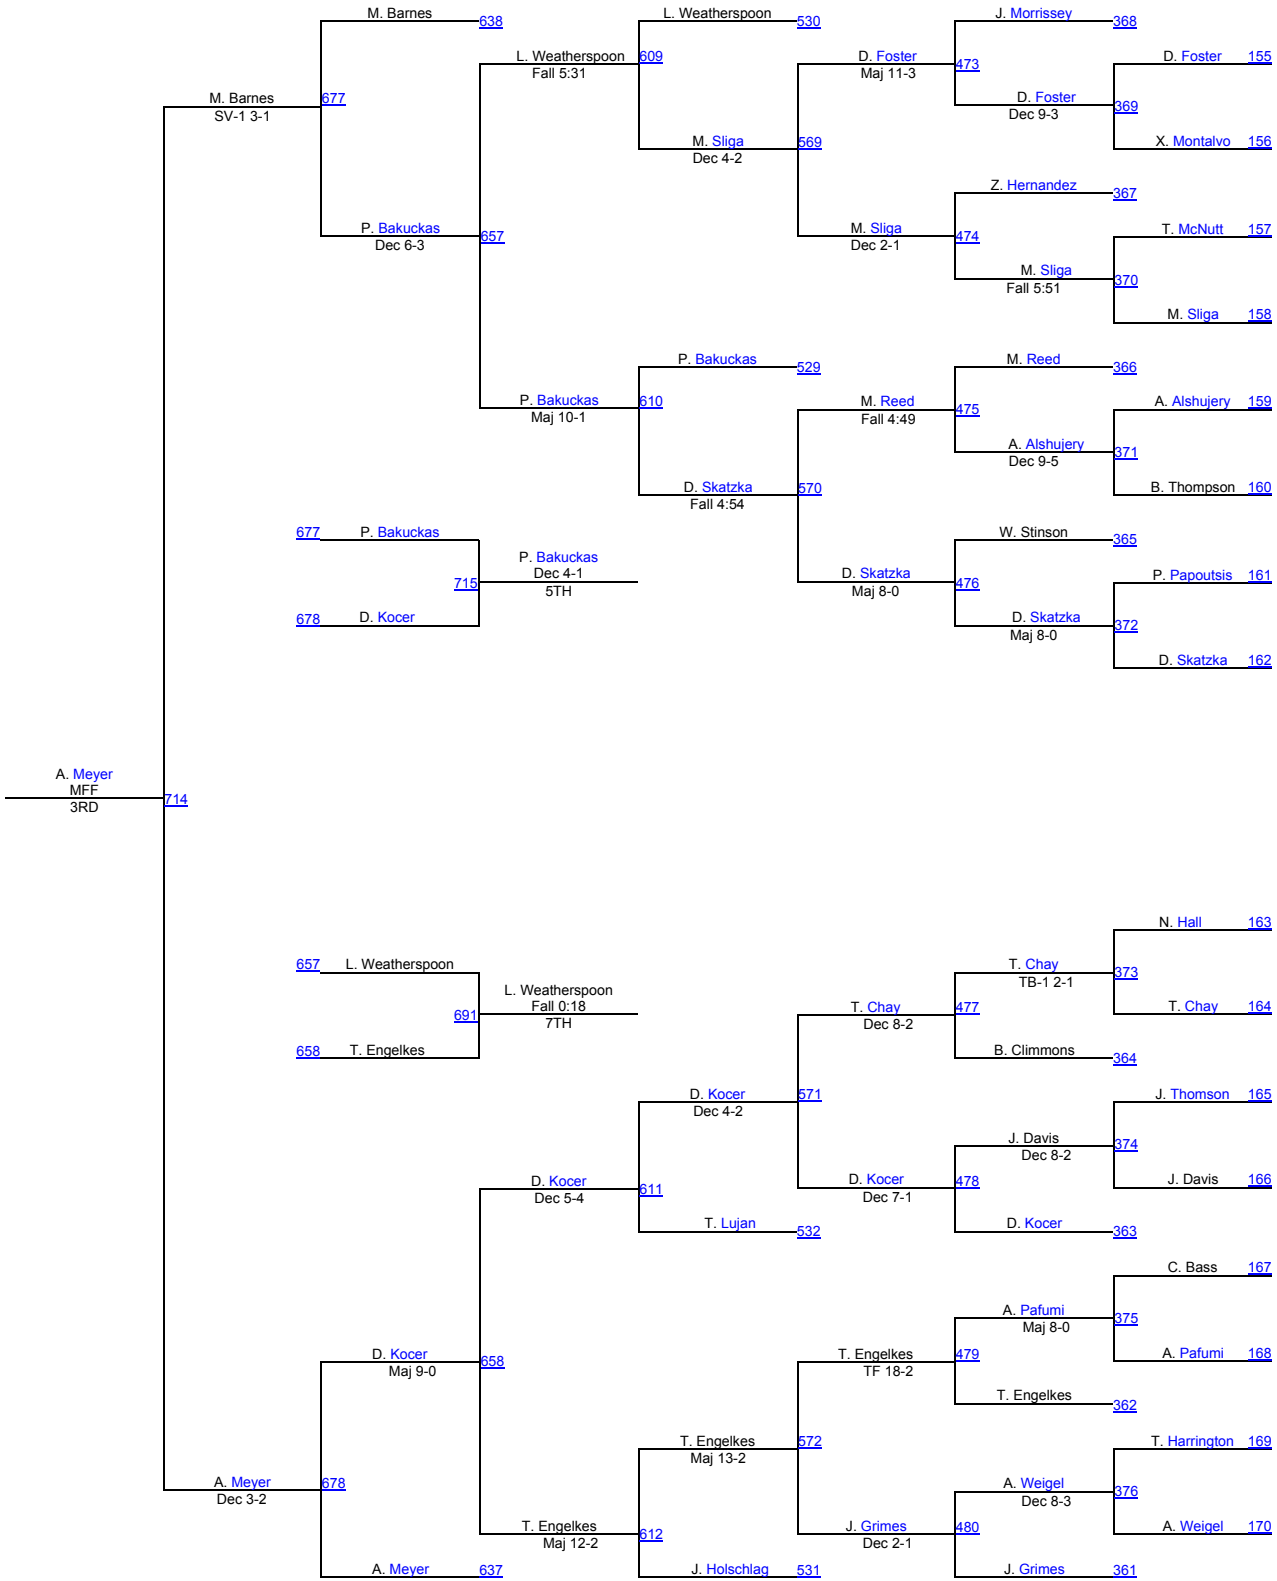 M. Barnes
638
L. Weatherspoon
530
J. Morrissey
368
L. Weatherspoon
609
Fall 5:31
D. Foster
473
Maj 11-3
D. Foster 155
M. Barnes
677
SV-1 3-1
D. Foster
369
Dec 9-3
M. Sliga
569
Dec 4-2
X. Montalvo 156
Z. Hernandez
367
P. Bakuckas
657
Dec 6-3
M. Sliga
474
Dec 2-1
T. McNutt 157
M. Sliga
370
Fall 5:51
M. Sliga 158
P. Bakuckas
529
M. Reed
366
P. Bakuckas
610
Maj 10-1
M. Reed
475
Fall 4:49
A. Alshujery 159
A. Alshujery
371
Dec 9-5
D. Skatzka
570
Fall 4:54
B. Thompson 160
677 P. Bakuckas
W. Stinson
365
P. Bakuckas
Dec 4-1
715
5TH
D. Skatzka
476
Maj 8-0
P. Papoutsis 161
678 D. Kocer
D. Skatzka
372
Maj 8-0
D. Skatzka 162
A. Meyer
MFF
714
3RD
N. Hall 163
657 L. Weatherspoon
T. Chay
373
TB-1 2-1
L. Weatherspoon
Fall 0:18
691
7TH
T. Chay
477
Dec 8-2
T. Chay 164
658 T. Engelkes
B. Climmons
364
D. Kocer
571
Dec 4-2
J. Thomson 165
J. Davis
374
Dec 8-2
D. Kocer
611
Dec 5-4
D. Kocer
478
Dec 7-1
J. Davis 166
T. Lujan
532
D. Kocer
363
C. Bass 167
A. Pafumi
375
Maj 8-0
D. Kocer
658
Maj 9-0
T. Engelkes
479
TF 18-2
A. Pafumi 168
T. Engelkes
362
T. Engelkes
572
Maj 13-2
T. Harrington 169
A. Meyer
678
Dec 3-2
A. Weigel
376
Dec 8-3
T. Engelkes
612
Maj 12-2
J. Grimes
480
Dec 2-1
A. Weigel 170
A. Meyer
637
J. Holschlag
531
J. Grimes
361